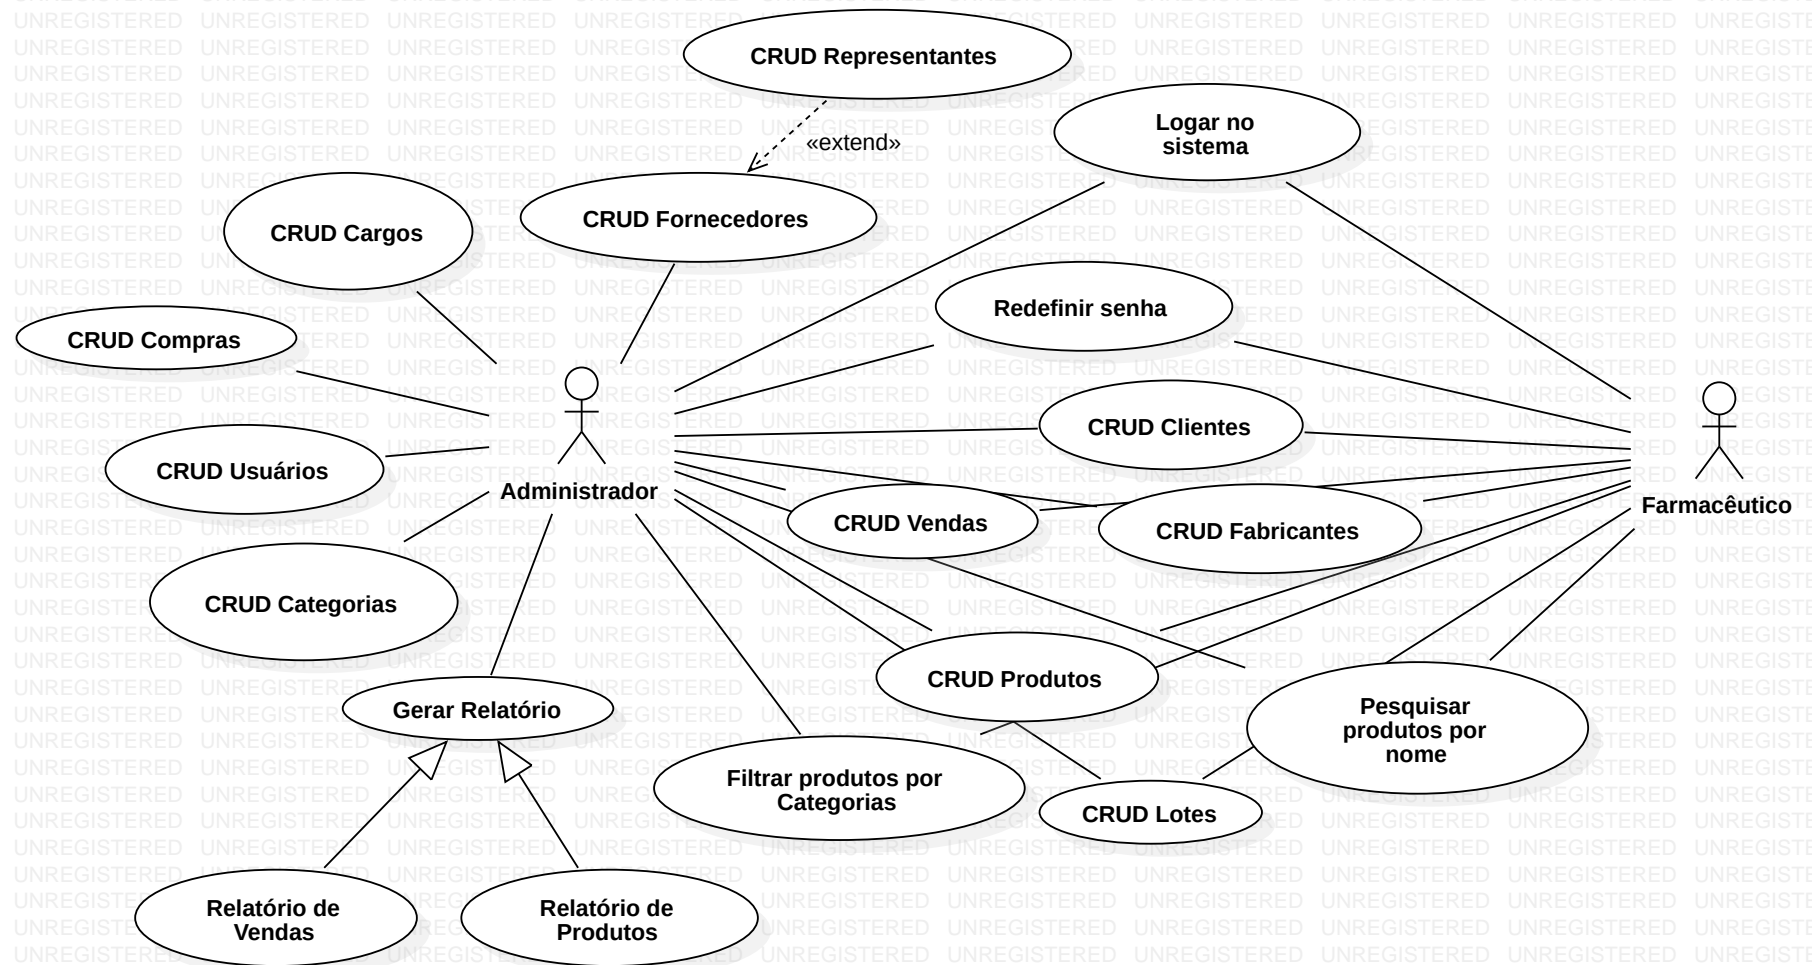 CRUD Representantes
Logar no
sistema
«extend»
CRUD Fornecedores
CRUD Cargos
Redefinir senha
CRUD Compras
CRUD Clientes
CRUD Usuários
Administrador
Farmacêutico
CRUD Vendas
CRUD Fabricantes
CRUD Categorias
CRUD Produtos
Gerar Relatório
Pesquisar
produtos por
nome
Filtrar produtos por
Categorias
CRUD Lotes
Relatório de
Vendas
Relatório de
Produtos
UNREGISTERED